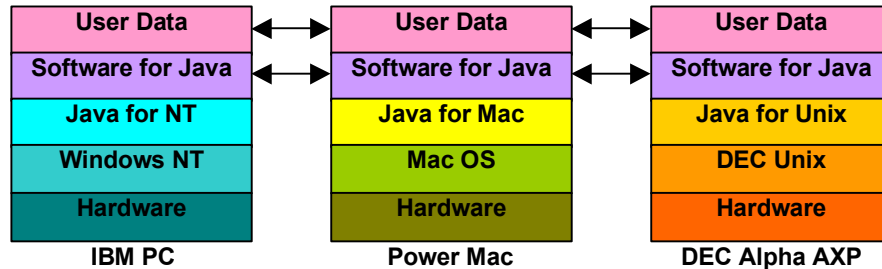 User Data User Data User Data
Software for Java Software for Java Software for Java
Java for NT Java for Mac Java for Unix
Windows NT Mac OS DEC Unix
Hardware Hardware Hardware
IBM PC Power Mac DEC Alpha AXP